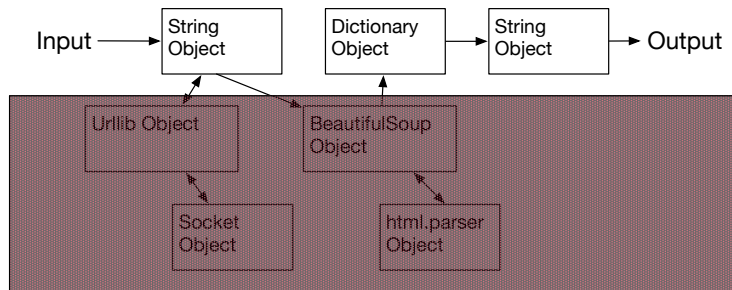 Input
String
Object
Dictionary
Object
String
Object
Output
Urllib Object
BeautifulSoup
Object
Socket
Object
html.parser
Object